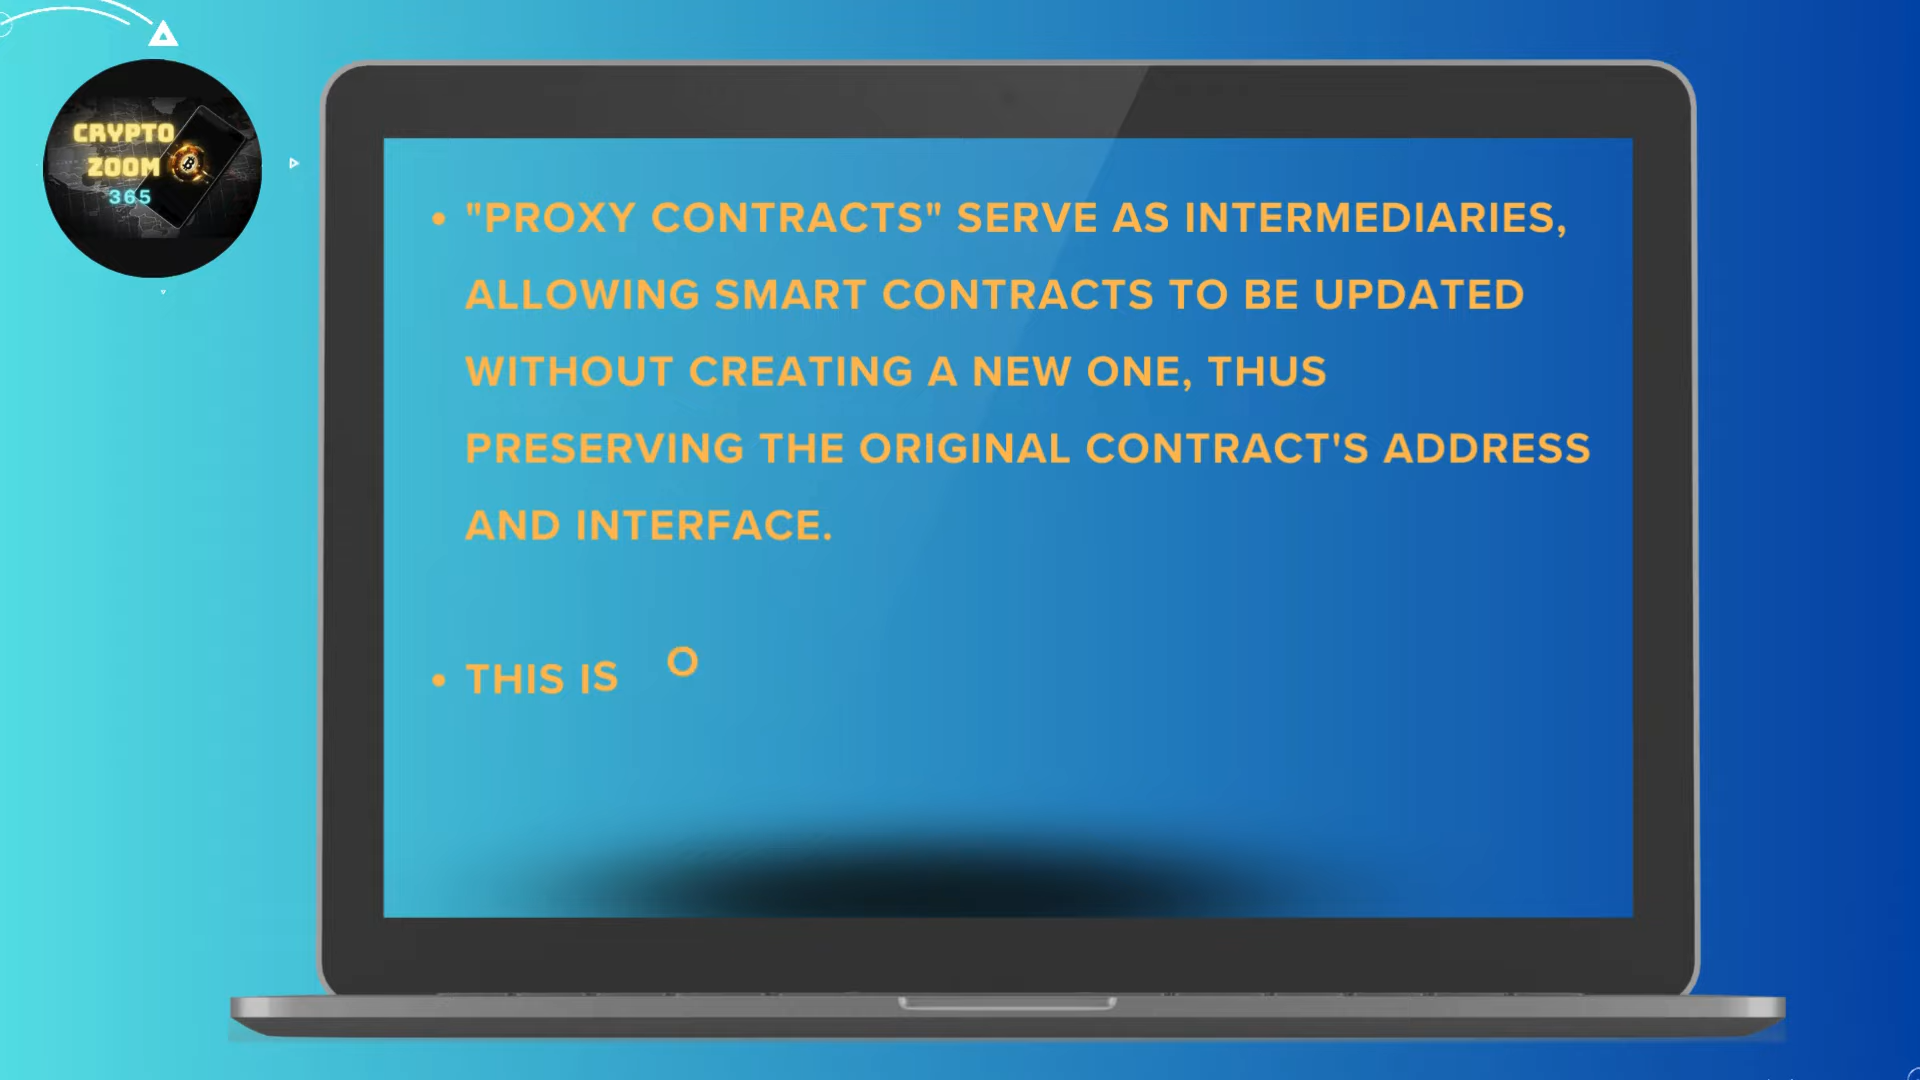 CRYPTO
ZOOM
365
• "PROXY CONTRACTS" SERVE AS INTERMEDIARIES,
ALLOWING SMART CONTRACTS TO BE UPDATED
WITHOUT CREATING A NEW ONE, THUS
PRESERVING THE ORIGINAL CONTRACT'S ADDRESS
AND INTERFACE.
• THIS IS O